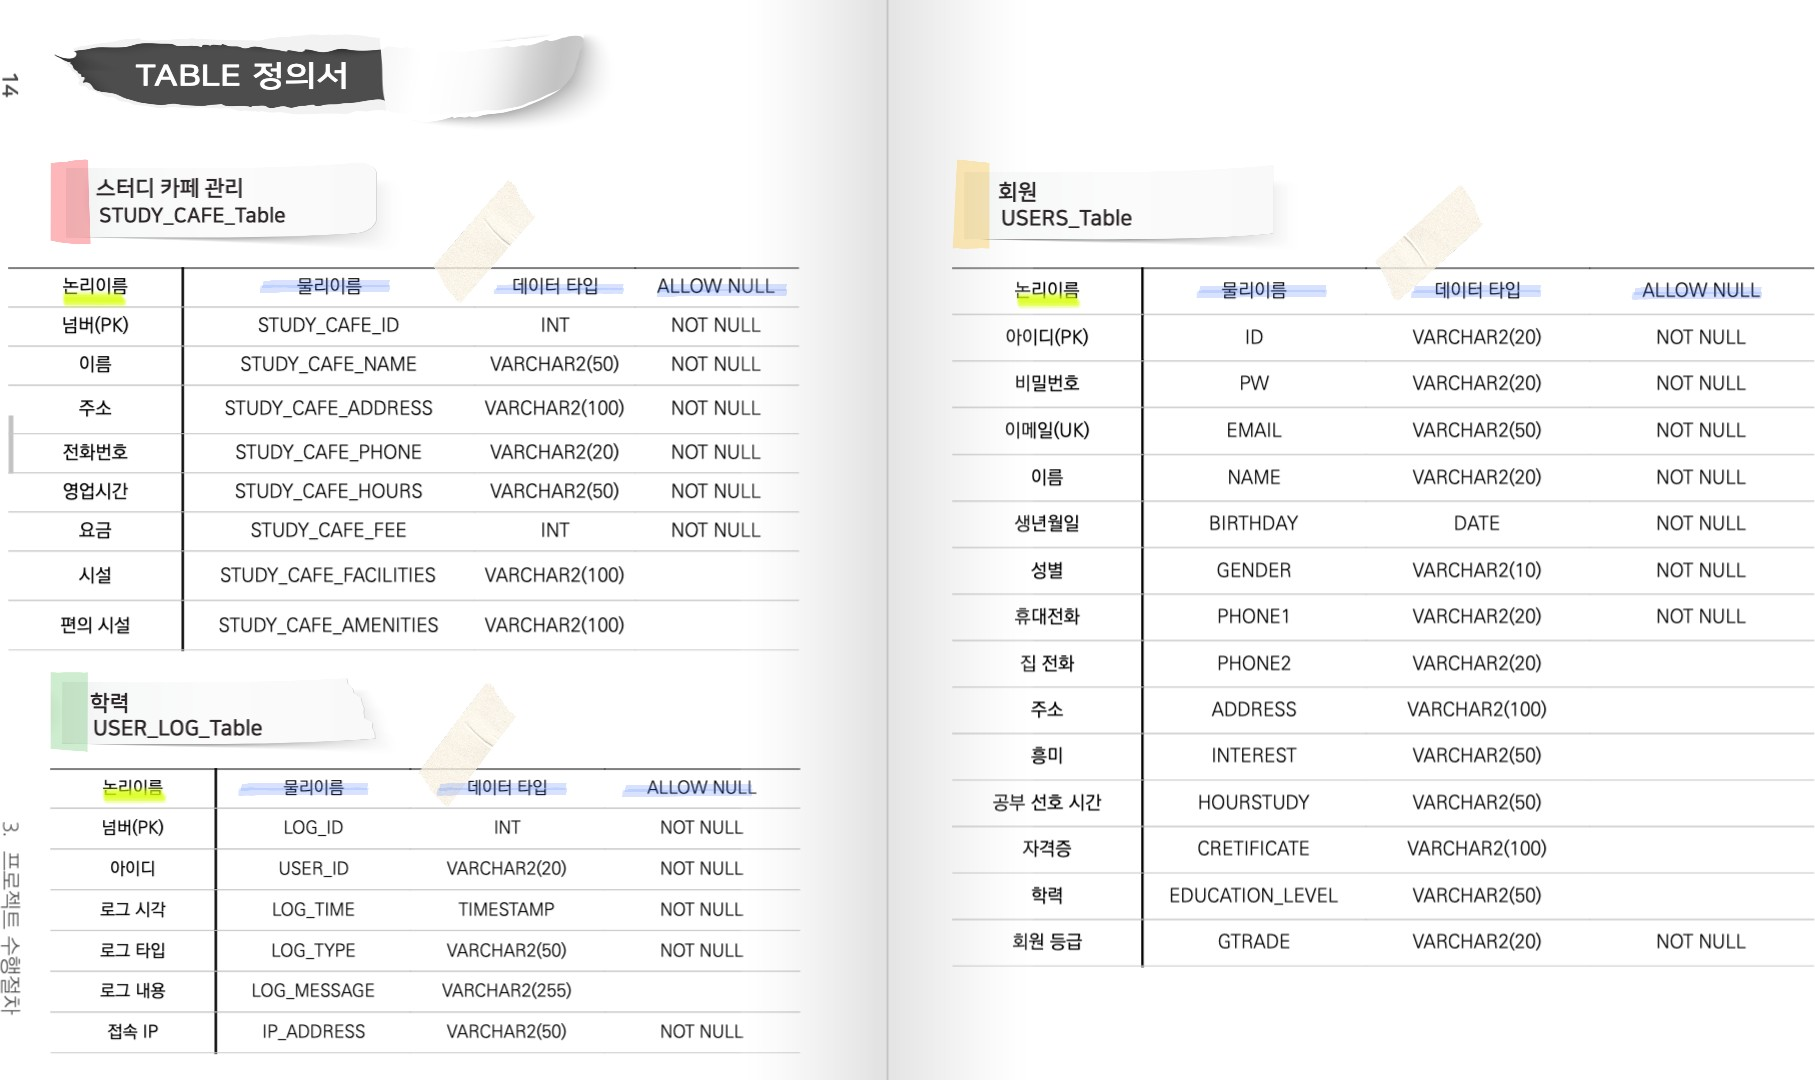 14
TABLE 정의서
스터디 카페 관리
STUDY_CAFE_Table
논리이름 물리이름 데이터 타입 ALLOW NULL
넘버(PK) STUDY_CAFE_ID INT NOT NULL
이름 STUDY_CAFE_NAME VARCHAR2(50) NOT NULL
주소 STUDY_CAFE_ADDRESS VARCHAR2(100) NOT NULL
전화번호 STUDY_CAFE_PHONE VARCHAR2(20) NOT NULL
영업시간 STUDY_CAFE_HOURS VARCHAR2(50) NOT NULL
요금 STUDY_CAFE_FEE INT NOT NULL
시설 STUDY_CAFE_FACILITIES VARCHAR2(100)
편의 시설 STUDY_CAFE_AMENITIES VARCHAR2(100)
학력
USER_LOG_Table
논리이름 물리이름 데이터 타입 ALLOW NULL
넘버(PK) LOG_ID INT NOT NULL
아이디 USER_ID VARCHAR2(20) NOT NULL
로그 시각 LOG_TIME TIMESTAMP NOT NULL
로그 타입 LOG_TYPE VARCHAR2(50) NOT NULL
로그 내용 LOG_MESSAGE VARCHAR2(255)
접속 IP IP_ADDRESS VARCHAR2(50) NOT NULL
3. 프로젝트 수행절차
회원
USERS_Table
논리이름 물리이름 데이터 타입 ALLOW NULL
아이디(PK) ID VARCHAR2(20) NOT NULL
비밀번호 PW VARCHAR2(20) NOT NULL
이메일(UK) EMAIL VARCHAR2(50) NOT NULL
이름 NAME VARCHAR2(20) NOT NULL
생년월일 BIRTHDAY DATE NOT NULL
성별 GENDER VARCHAR2(10) NOT NULL
휴대전화 PHONE1 VARCHAR2(20) NOT NULL
집 전화 PHONE2 VARCHAR2(20)
주소 ADDRESS VARCHAR2(100)
흥미 INTEREST VARCHAR2(50)
공부 선호 시간 HOURSTUDY VARCHAR2(50)
자격증 CRETIFICATE VARCHAR2(100)
학력 EDUCATION_LEVEL VARCHAR2(50)
회원 등급 GTRADE VARCHAR2(20) NOT NULL